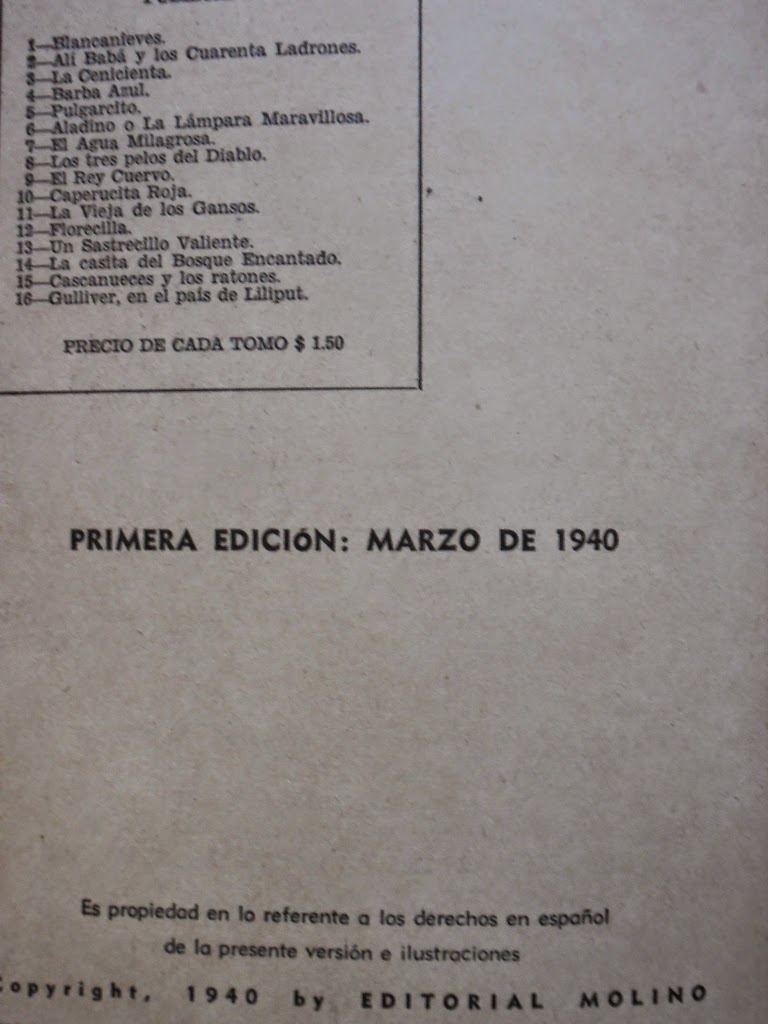 1—Blancanieves.
2—Alí Babá y los Cuarenta Ladrones.
3—La Cenicienta.
4—Barba Azul.
5—Pulgarcito.
6—Aladino o La Lámpara Maravillosa.
7—El Agua Milagrosa.
8—Los tres pelos del Diablo.
9—El Rey Cuervo.
10—Caperucita Roja.
11—La Vieja de los Gansos.
12—Florecilla.
13—Un Sastrecillo Valiente.
14—La casita del Bosque Encantado.
15—Cascanueces y los ratones.
16—Gulliver, en el país de Liliput.
PRECIO DE CADA TOMO $ 1.50
PRIMERA EDICIÓN: MARZO DE 1940
Es propiedad en lo referente a los derechos en español
de la presente versión e ilustraciones
Copyright, 1940 by EDITORIAL MOLINO